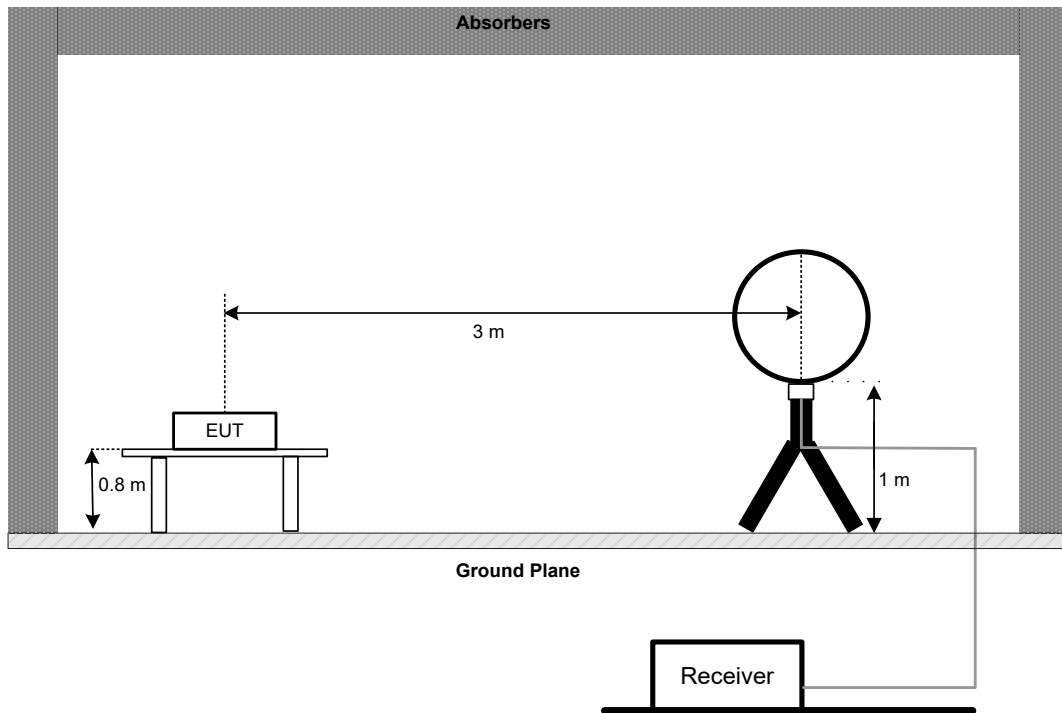 Absorbers
3 m
EUT
0.8 m
1 m
Ground Plane
Receiver